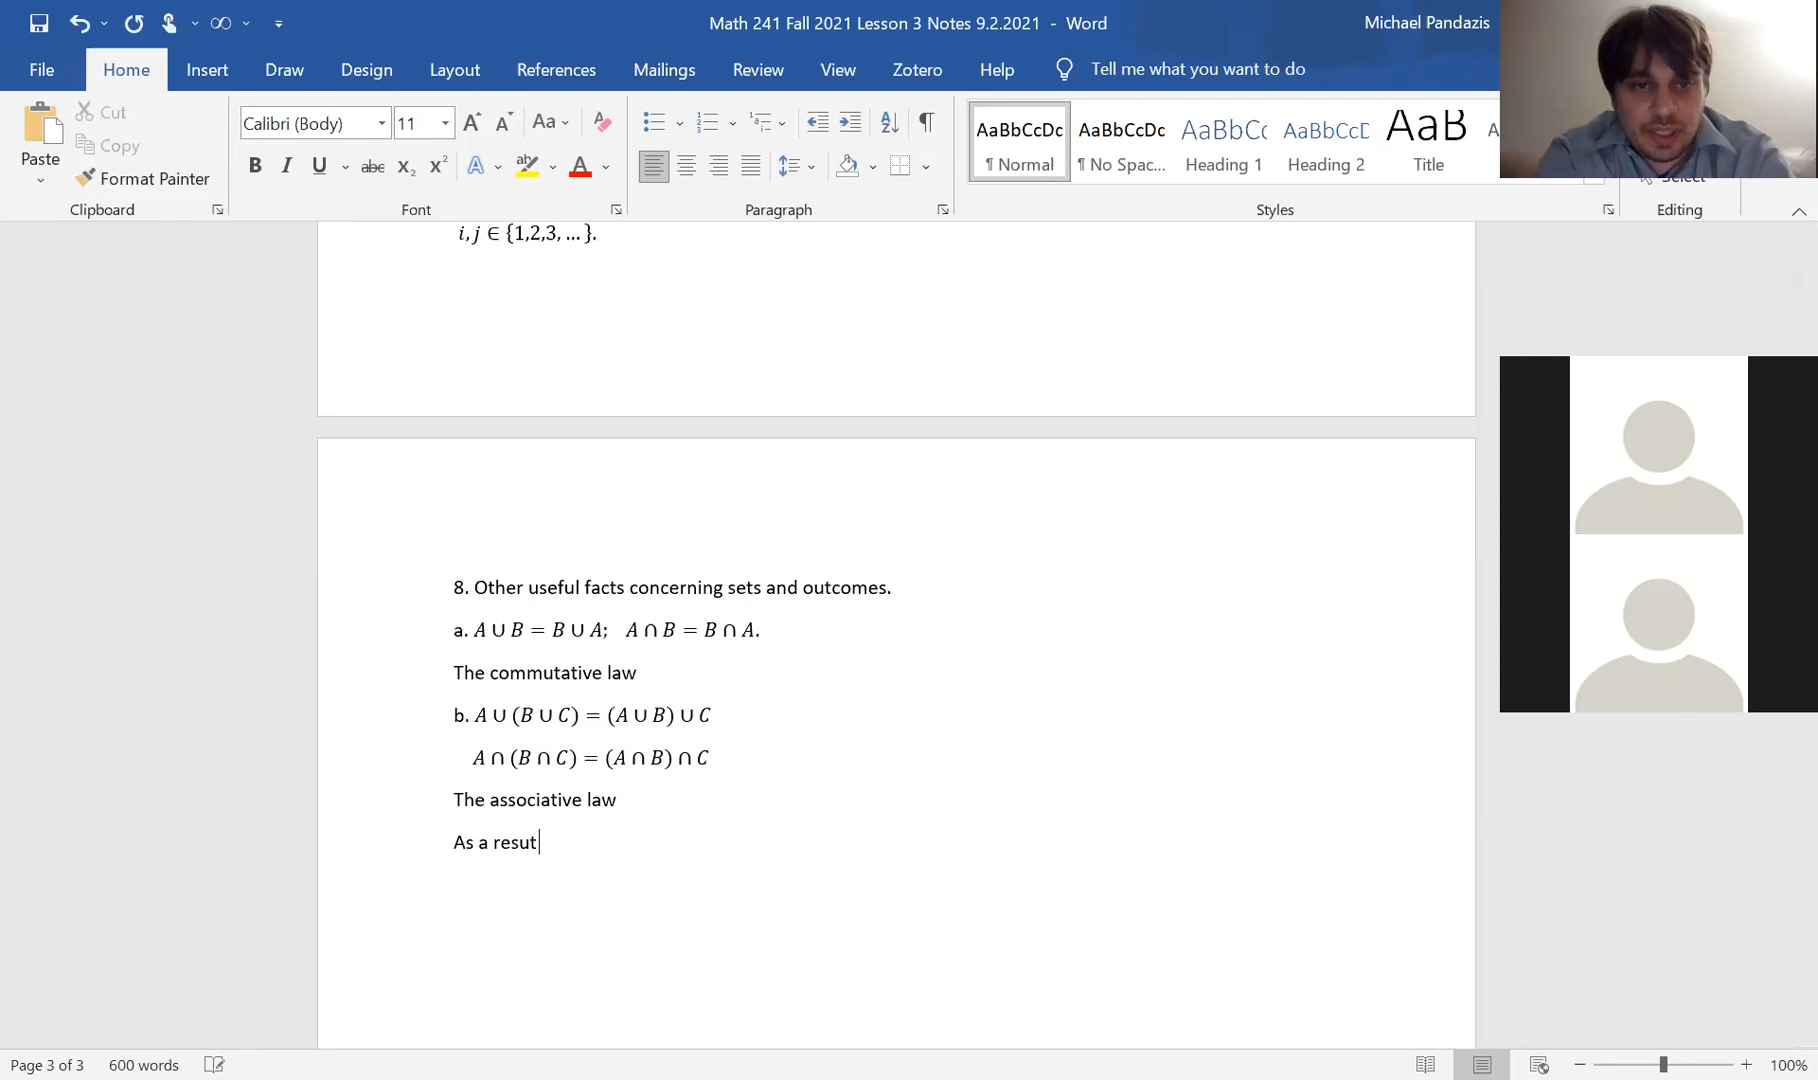 Math 241 Fall 2021 Lesson 3 Notes 9.2.2021 - Word
Michael Pandazis
File Home Insert Draw Design Layout References Mailings Review View Zotero Help Tell me what you want to do
Paste
Cut
Copy
Format Painter
Clipboard
Calibri (Body) 11
Font
Paragraph
AaBbCcDc AaBbCcDc AaBbCc AaBbCcD AaB
¶ Normal ¶ No Spac... Heading 1 Heading 2 Title
Styles
Editing
i, j ∈ {1,2,3, … }.
8. Other useful facts concerning sets and outcomes.
a. A ∪ B = B ∪ A; A ∩ B = B ∩ A.
The commutative law
b. A ∪ (B ∪ C) = (A ∪ B) ∪ C
A ∩ (B ∩ C) = (A ∩ B) ∩ C
The associative law
As a resut
Page 3 of 3 600 words 100%